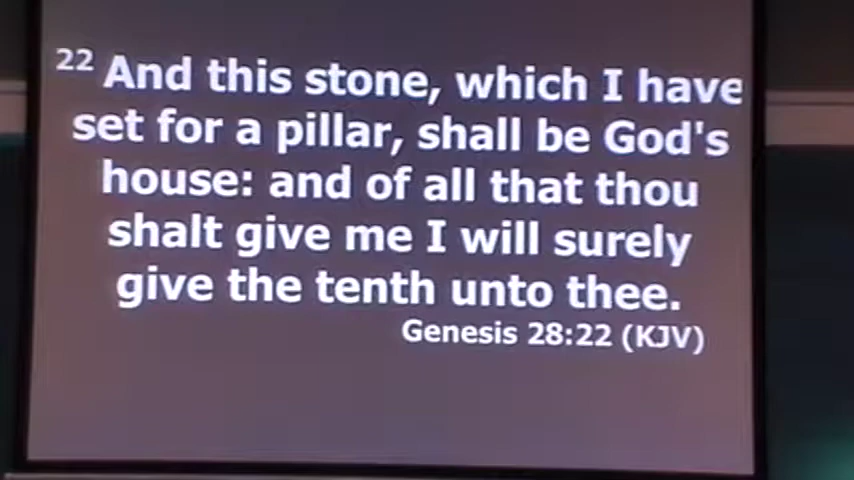 22 And this stone, which I have
set for a pillar, shall be God's
house: and of all that thou
shalt give me I will surely
give the tenth unto thee.
Genesis 28:22 (KJV)